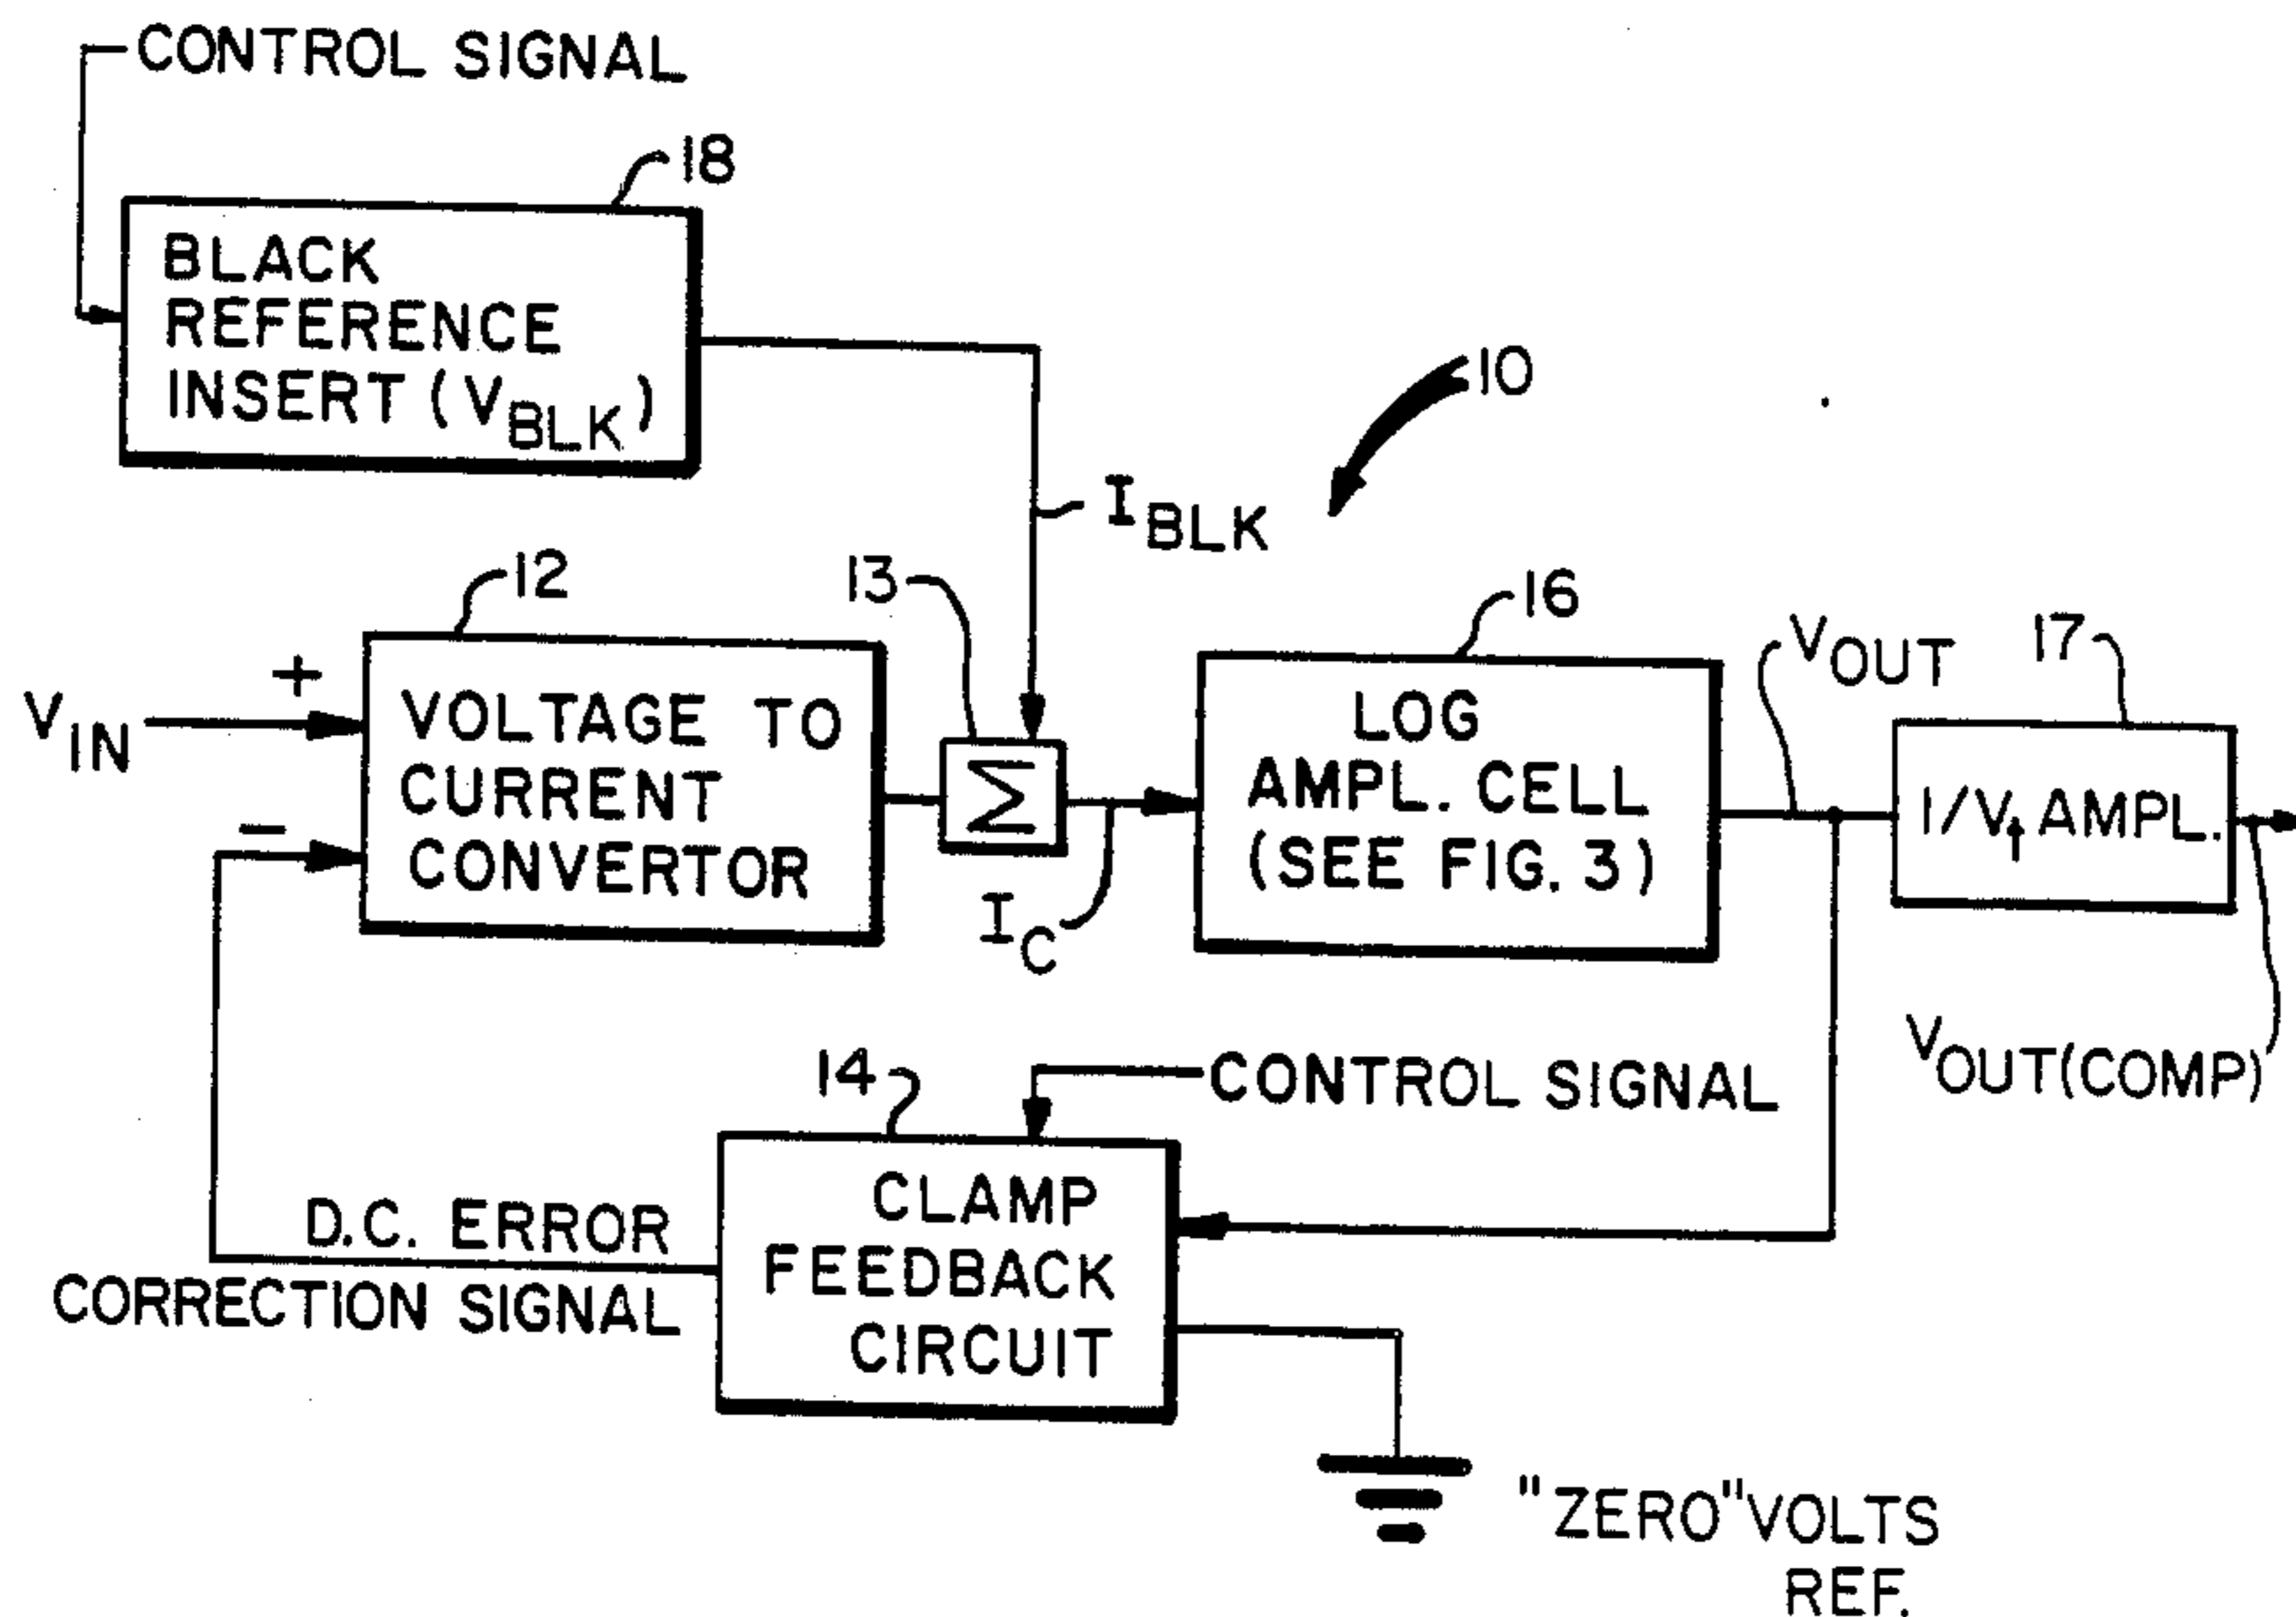 CONTROL SIGNAL
18
BLACK
REFERENCE
INSERT (VBLK)
10
IBLK
12
13
16
VOUT
17
+
VIN
VOLTAGE TO
CURRENT
CONVERTOR
−
Σ
IC
LOG
AMPL. CELL
(SEE FIG. 3)
1/Vt AMPL.
VOUT(COMP)
14
CONTROL SIGNAL
CLAMP
FEEDBACK
CIRCUIT
D.C. ERROR
CORRECTION SIGNAL
"ZERO" VOLTS
REF.